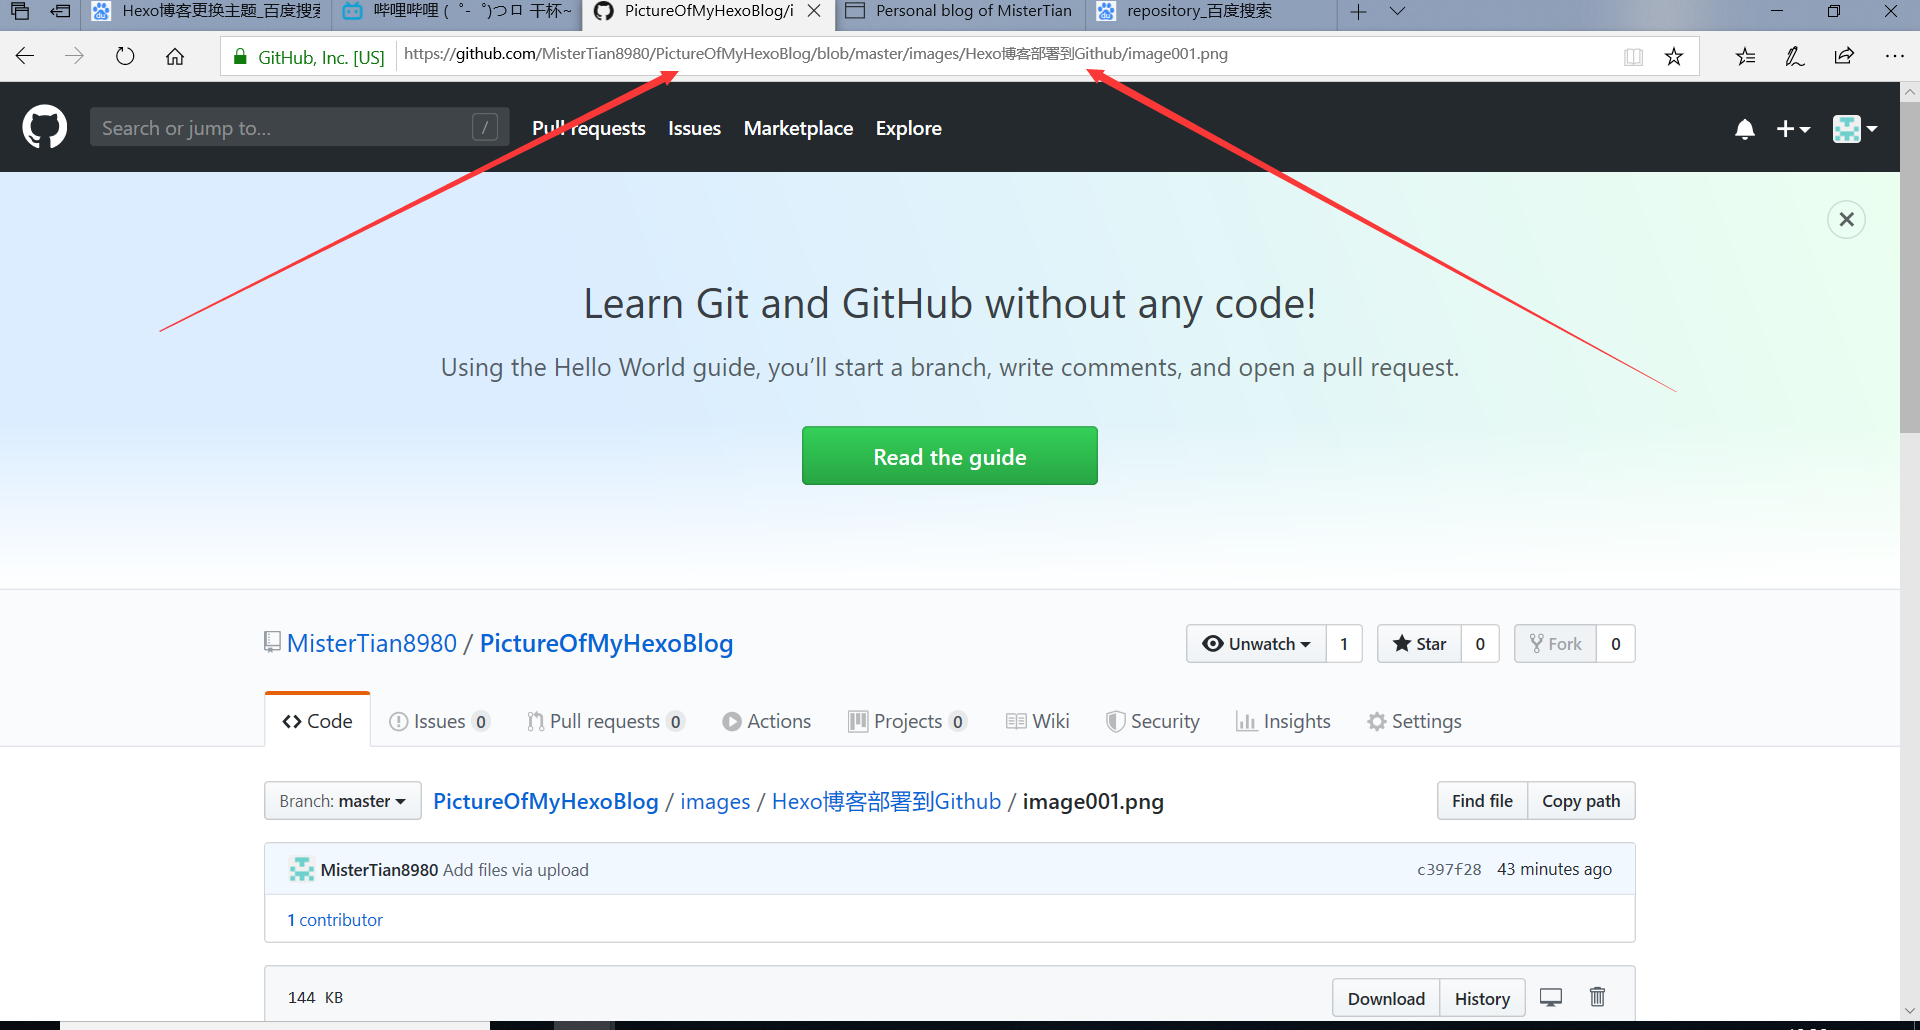 Hexo博客更换主题_百度搜索
哔哩哔哩 ( ゜- ゜)つロ 干杯~
PictureOfMyHexoBlog/i
Personal blog of MisterTian
repository_百度搜索
GitHub, Inc. [US]
https://github.com/MisterTian8980/PictureOfMyHexoBlog/blob/master/images/Hexo博客部署到Github/image001.png
Search or jump to...
/
Pull requests
Issues
Marketplace
Explore
Learn Git and GitHub without any code!
Using the Hello World guide, you’ll start a branch, write comments, and open a pull request.
Read the guide
MisterTian8980 / PictureOfMyHexoBlog
Unwatch 1
Star 0
Fork 0
Code
Issues 0
Pull requests 0
Actions
Projects 0
Wiki
Security
Insights
Settings
Branch: master
PictureOfMyHexoBlog / images / Hexo博客部署到Github / image001.png
Find file
Copy path
MisterTian8980 Add files via upload
c397f28 43 minutes ago
1 contributor
144 KB
Download
History